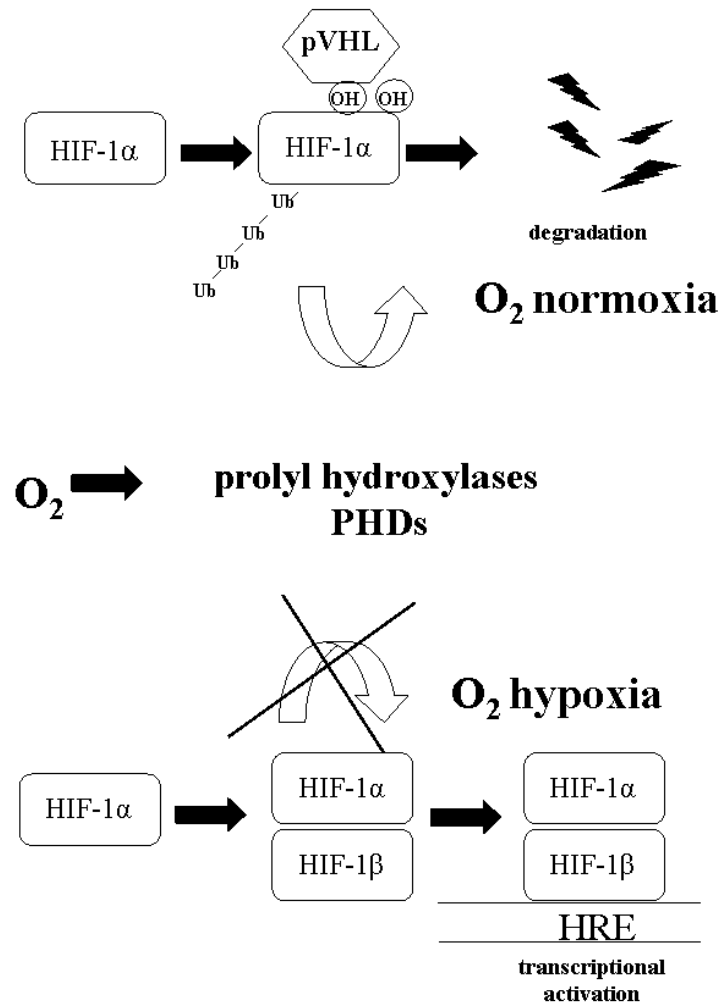 pVHL
OH OH
HIF-1α HIF-1α
Ub
Ub
Ub
Ub
degradation
O2 normoxia
O2 prolyl hydroxylases
PHDs
O2 hypoxia
HIF-1α HIF-1α HIF-1α
HIF-1β HIF-1β
HRE
transcriptional
activation